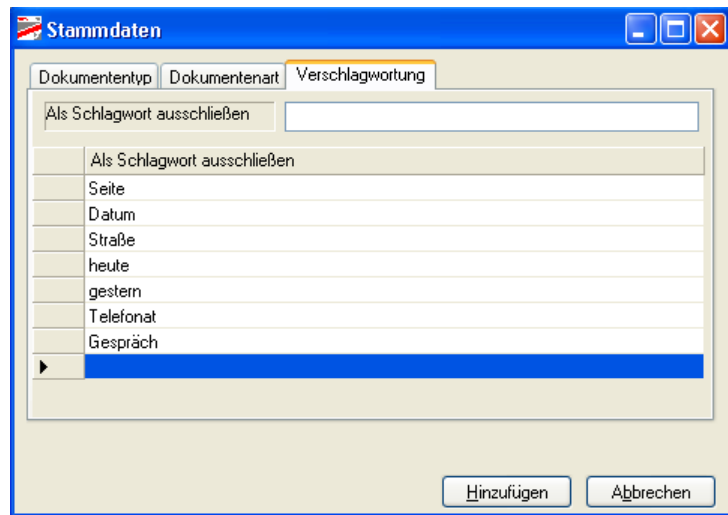 Stammdaten
Dokumententyp Dokumentenart Verschlagwortung
Als Schlagwort ausschließen
Als Schlagwort ausschließen
Seite
Datum
Straße
heute
gestern
Telefonat
Gespräch
Hinzufügen Abbrechen